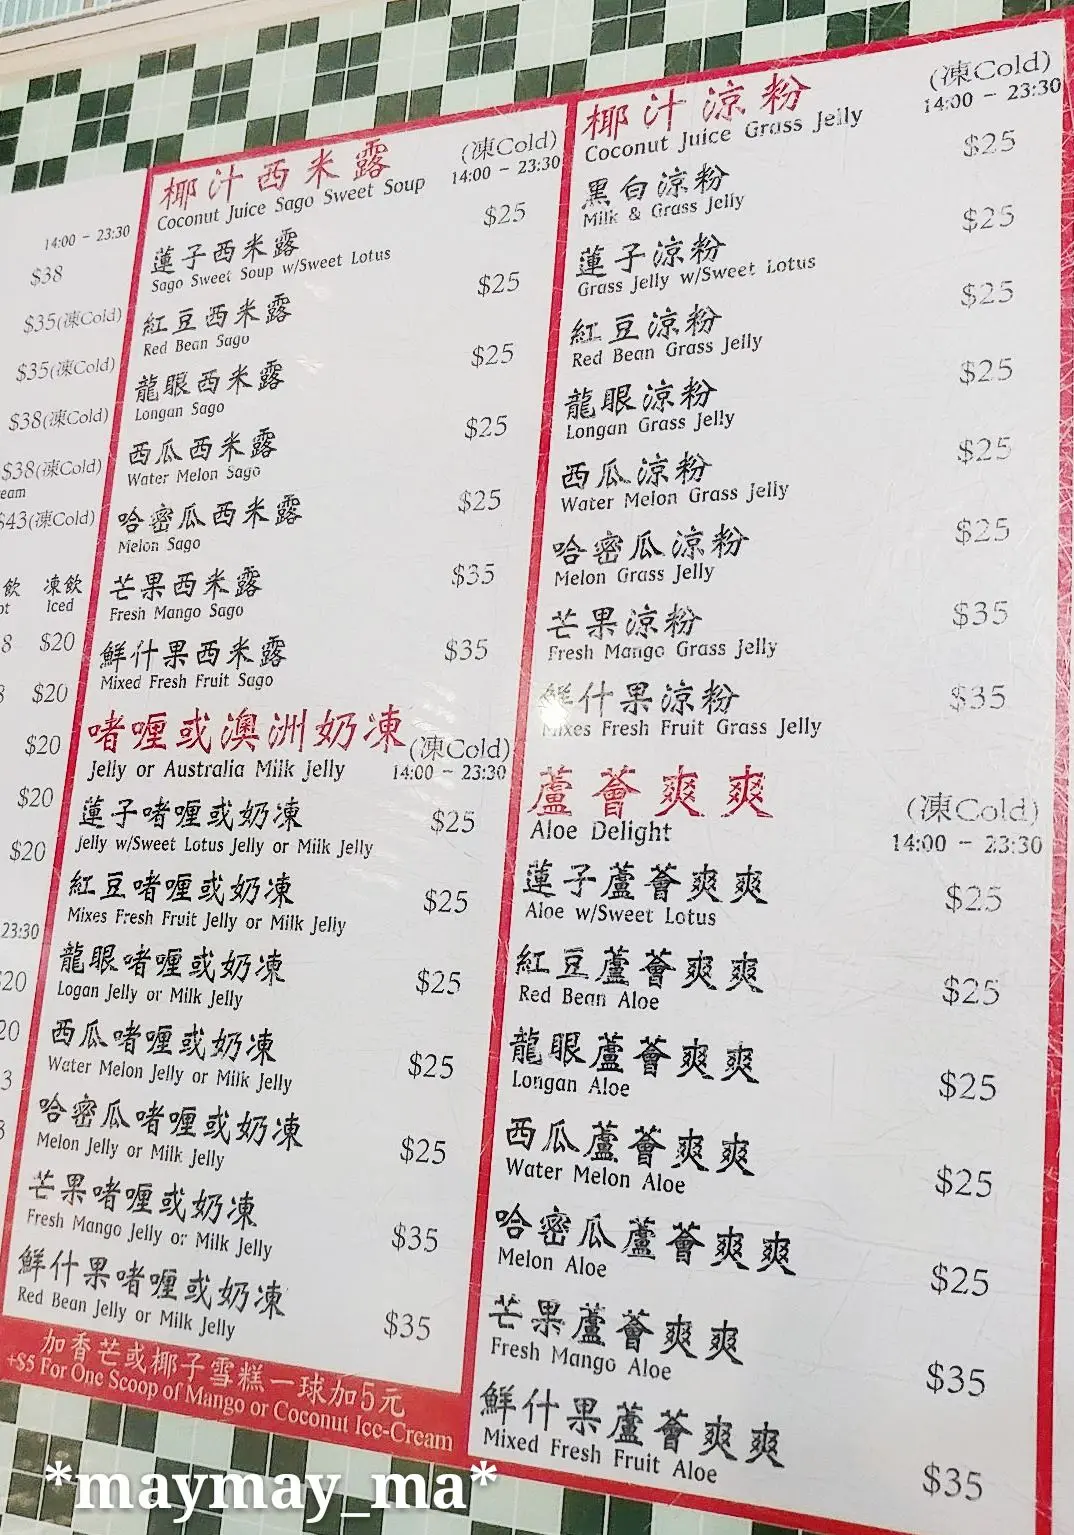 14:00 - 23:30
$38
$35(凍Cold)
$35(凍Cold)
$38(凍Cold)
$38(凍Cold)
$43(凍Cold)
飲 凍飲
Iced
8 $20
$20
$20
$20
$20
23:30
椰汁西米露 (凍Cold)
Coconut Juice Sago Sweet Soup 14:00 - 23:30
蓮子西米露 $25
Sago Sweet Soup w/Sweet Lotus
紅豆西米露 $25
Red Bean Sago
龍眼西米露 $25
Longan Sago
西瓜西米露 $25
Water Melon Sago
哈密瓜西米露 $25
Melon Sago
芒果西米露 $35
Fresh Mango Sago
鮮什果西米露 $35
Mixed Fresh Fruit Sago
啫喱或澳洲奶凍 (凍Cold)
Jelly or Australia Milk Jelly 14:00 - 23:30
蓮子啫喱或奶凍 $25
Jelly w/Sweet Lotus Jelly or Milk Jelly
紅豆啫喱或奶凍 $25
Mixes Fresh Fruit Jelly or Milk Jelly
龍眼啫喱或奶凍 $25
Logan Jelly or Milk Jelly
西瓜啫喱或奶凍 $25
Water Melon Jelly or Milk Jelly
哈密瓜啫喱或奶凍 $25
Melon Jelly or Milk Jelly
芒果啫喱或奶凍 $35
Fresh Mango Jelly or Milk Jelly
鮮什果啫喱或奶凍 $35
Red Bean Jelly or Milk Jelly
加香芒或椰子雪糕一球加5元
+$5 For One Scoop of Mango or Coconut Ice-Cream
椰汁涼粉 (凍Cold)
Coconut Juice Grass Jelly 14:00 - 23:30
黑白涼粉 $25
Milk & Grass Jelly
蓮子涼粉 $25
Grass Jelly w/Sweet Lotus
紅豆涼粉 $25
Red Bean Grass Jelly
龍眼涼粉 $25
Longan Grass Jelly
西瓜涼粉 $25
Water Melon Grass Jelly
哈密瓜涼粉 $25
Melon Grass Jelly
芒果涼粉 $35
Fresh Mango Grass Jelly
鮮什果涼粉 $35
Mixes Fresh Fruit Grass Jelly
蘆薈爽爽 (凍Cold)
Aloe Delight 14:00 - 23:30
蓮子蘆薈爽爽 $25
Aloe w/Sweet Lotus
紅豆蘆薈爽爽 $25
Red Bean Aloe
龍眼蘆薈爽爽 $25
Longan Aloe
西瓜蘆薈爽爽 $25
Water Melon Aloe
哈密瓜蘆薈爽爽 $25
Melon Aloe
芒果蘆薈爽爽 $35
Fresh Mango Aloe
鮮什果蘆薈爽爽 $35
Mixed Fresh Fruit Aloe
*maymay_ma*